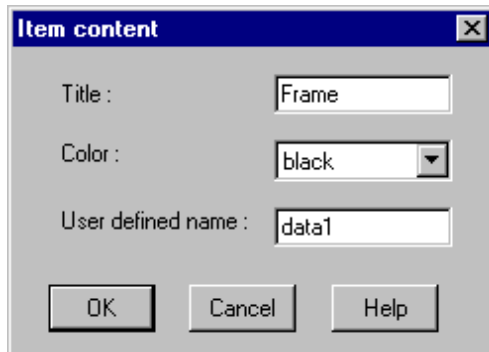 Item content
Title : Frame
Color : black
User defined name : data1
OK Cancel Help